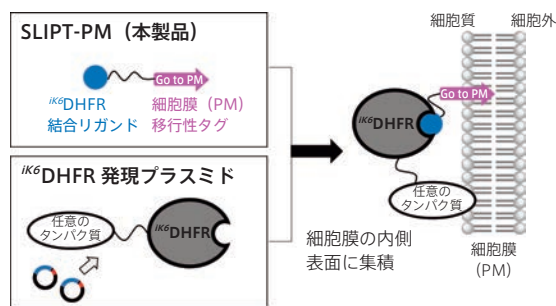 SLIPT-PM（本製品）
Go to PM
iK6DHFR
結合リガンド
細胞膜（PM）
移行性タグ
iK6DHFR 発現プラスミド
任意の
タンパク質
iK6DHFR
細胞質
細胞外
Go to PM
iK6DHFR
任意の
タンパク質
細胞膜の内側
表面に集積
細胞膜
(PM)